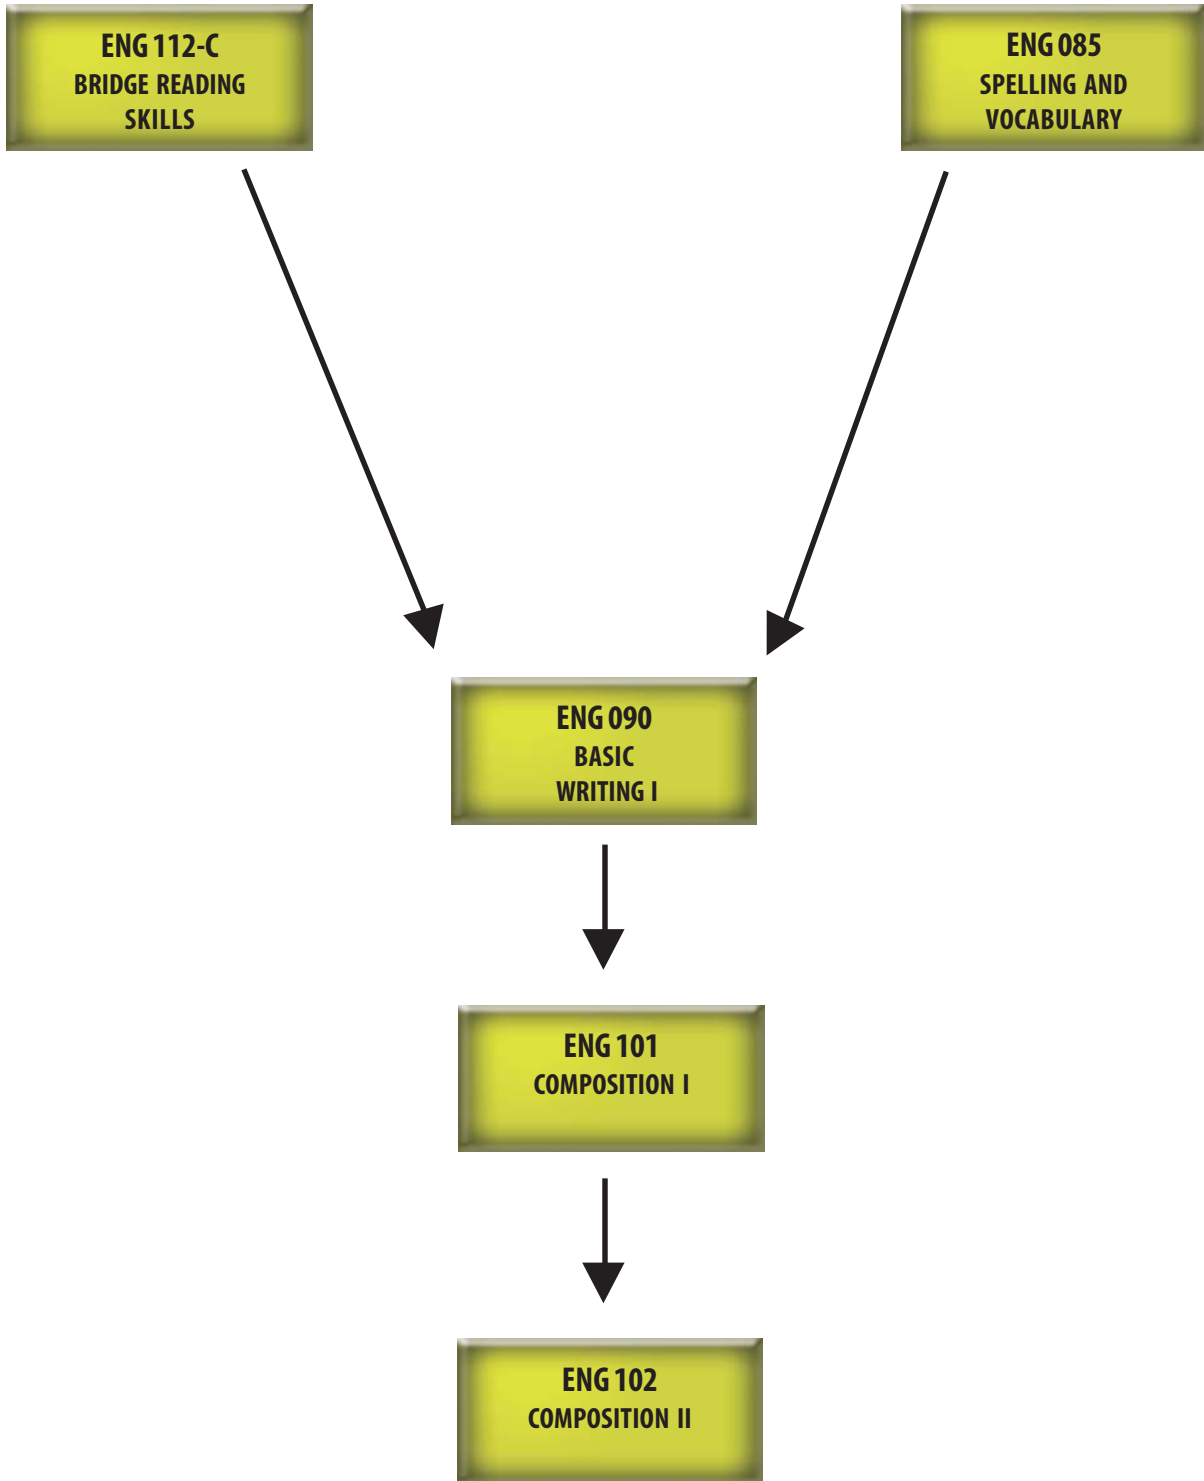 ENG 112-C
BRIDGE READING
SKILLS
ENG 085
SPELLING AND
VOCABULARY
ENG 090
BASIC
WRITING I
ENG 101
COMPOSITION I
ENG 102
COMPOSITION II